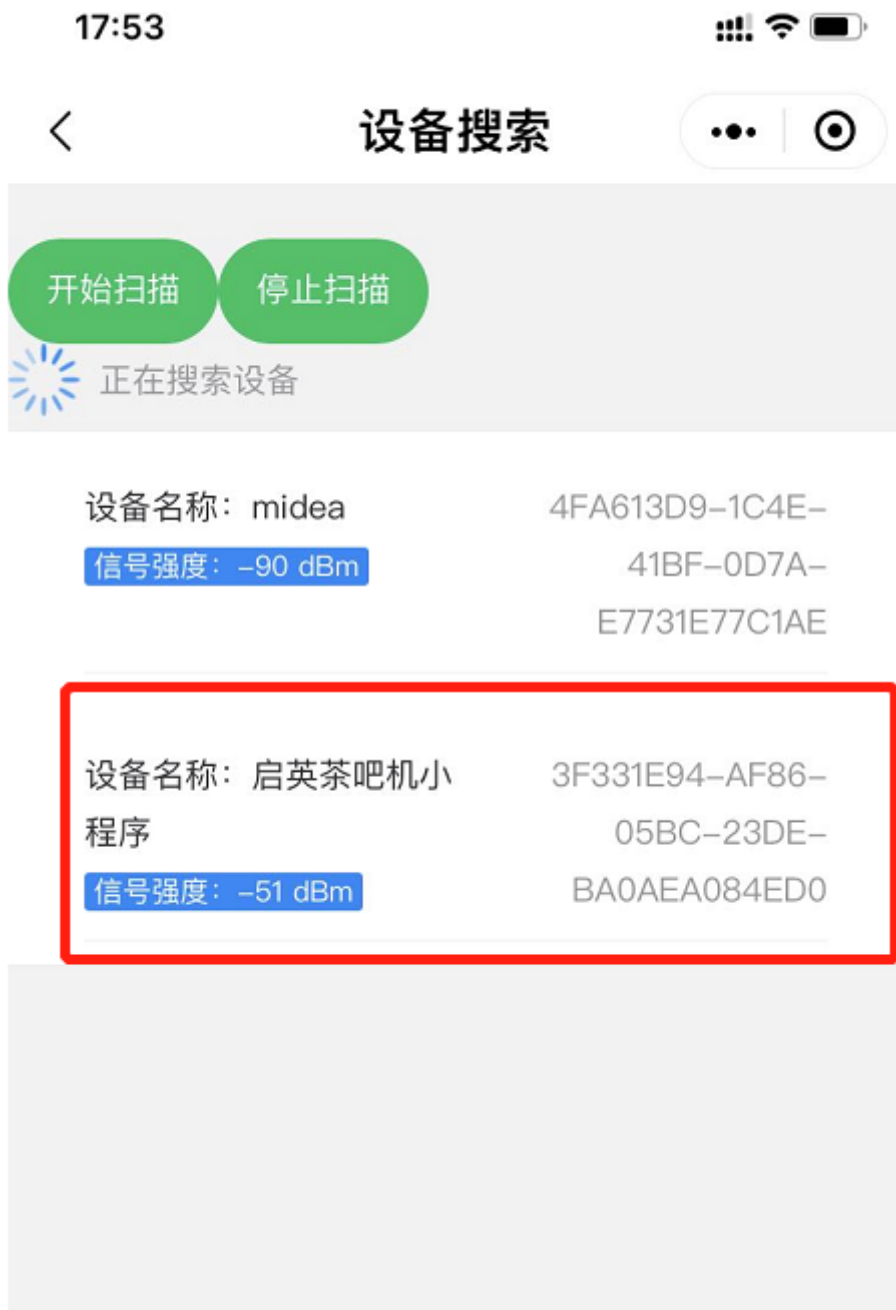 17:53
设备搜索
开始扫描 停止扫描
正在搜索设备
设备名称：midea
信号强度：-90 dBm
4FA613D9-1C4E-
41BF-0D7A-
E7731E77C1AE
设备名称：启英茶吧机小
程序
信号强度：-51 dBm
3F331E94-AF86-
05BC-23DE-
BA0AEA084ED0